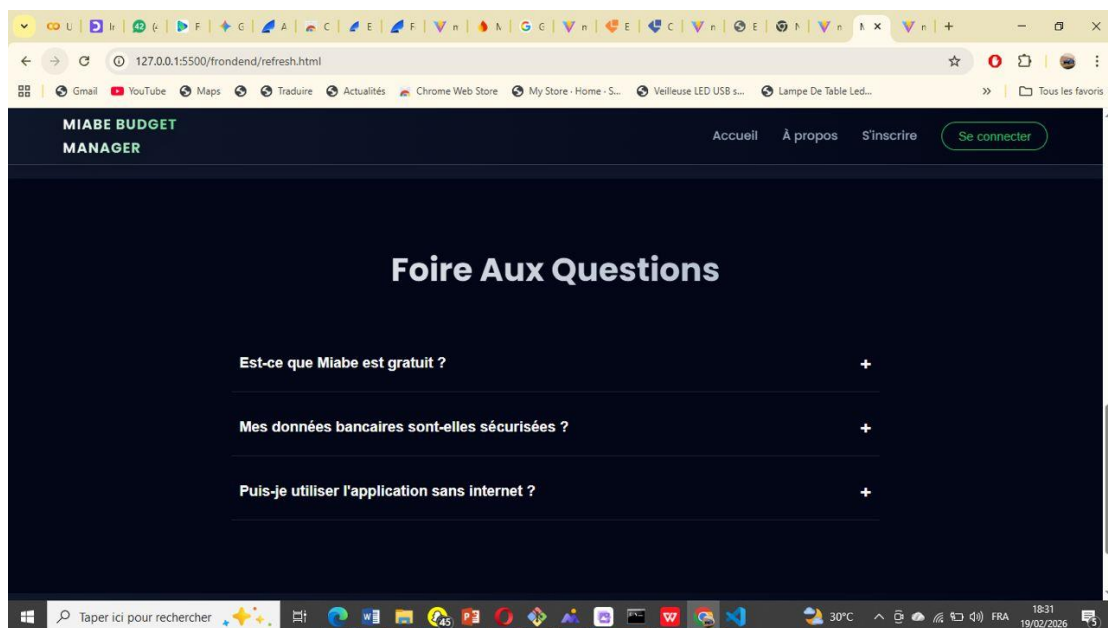 127.0.0.1:5500/frondend/refresh.html
Gmail YouTube Maps Traduire Actualités Chrome Web Store My Store · Home · S... Veilleuse LED USB s... Lampe De Table Led... » Tous les favoris
MIABE BUDGET
MANAGER
Accueil À propos S'inscrire Se connecter
Foire Aux Questions
Est-ce que Miabe est gratuit ? +
Mes données bancaires sont-elles sécurisées ? +
Puis-je utiliser l'application sans internet ? +
Taper ici pour rechercher 30°C FRA 18:31
19/02/2026